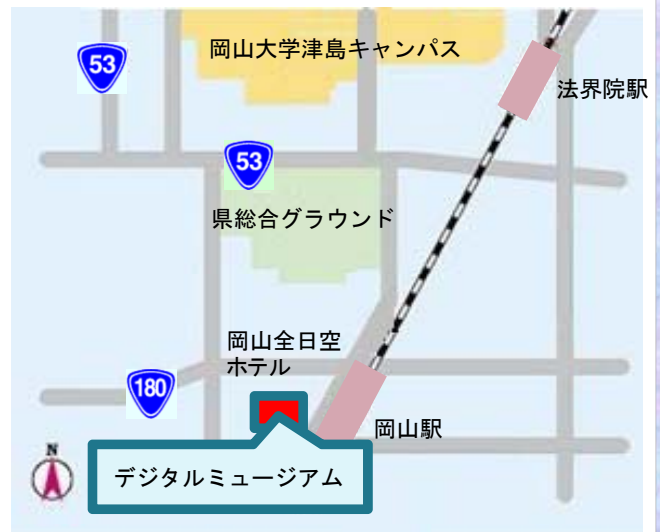 岡山大学津島キャンパス
53
法界院駅
53
県総合グラウンド
岡山全日空
ホテル
180
岡山駅
N
デジタルミュージアム